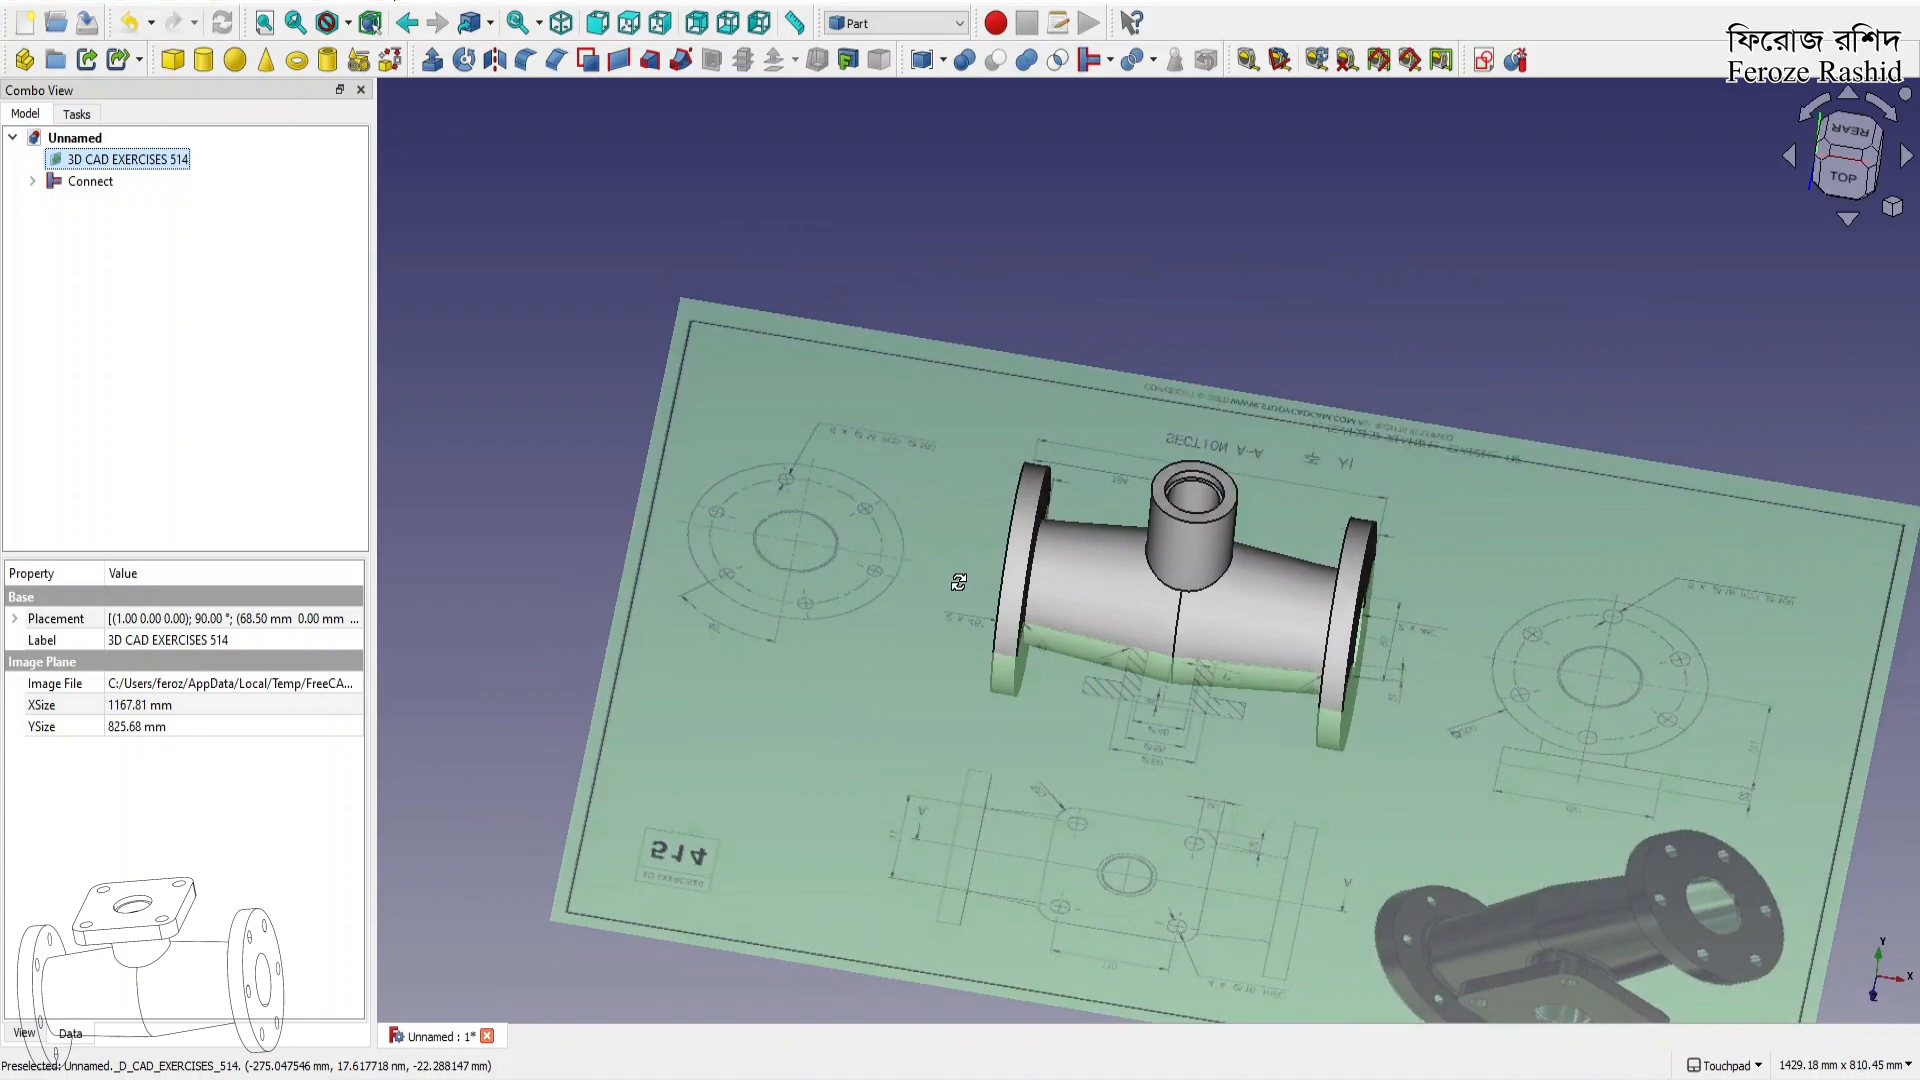 Part
ফিরোজ রশিদ
Feroze Rashid
Combo View
Model
Tasks
Unnamed
3D CAD EXERCISES 514
Connect
REAR
TOP
Property
Value
Base
Placement
[(1.00 0.00 0.00); 90.00 °; (68.50 mm 0.00 mm ...
Label
3D CAD EXERCISES 514
Image Plane
Image File
C:/Users/feroz/AppData/Local/Temp/FreeCA...
XSize
1167.81 mm
YSize
825.68 mm
SECTION A-A
514
Y
X
Z
View
Data
Unnamed : 1*
Preselected: Unnamed._D_CAD_EXERCISES_514. (-275.047546 mm, 17.617718 nm, -22.288147 mm)
Touchpad
1429.18 mm x 810.45 mm